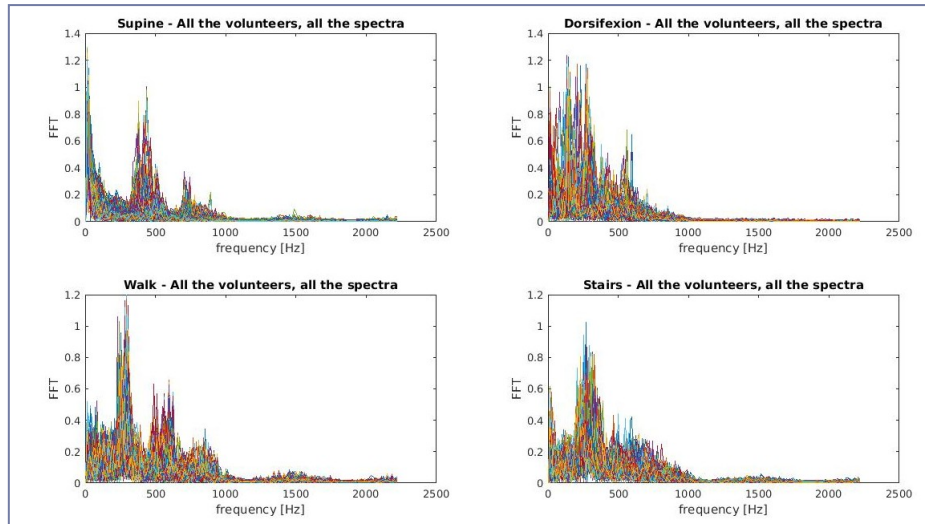 Supine - All the volunteers, all the spectra
1.4
1.2
1
0.8
0.6
0.4
0.2
0
FFT
0 500 1000 1500 2000 2500
frequency [Hz]
Dorsifexion - All the volunteers, all the spectra
1.4
1.2
1
0.8
0.6
0.4
0.2
0
FFT
0 500 1000 1500 2000 2500
frequency [Hz]
Walk - All the volunteers, all the spectra
1.2
1
0.8
0.6
0.4
0.2
0
FFT
0 500 1000 1500 2000 2500
frequency [Hz]
Stairs - All the volunteers, all the spectra
1.2
1
0.8
0.6
0.4
0.2
0
FFT
0 500 1000 1500 2000 2500
frequency [Hz]